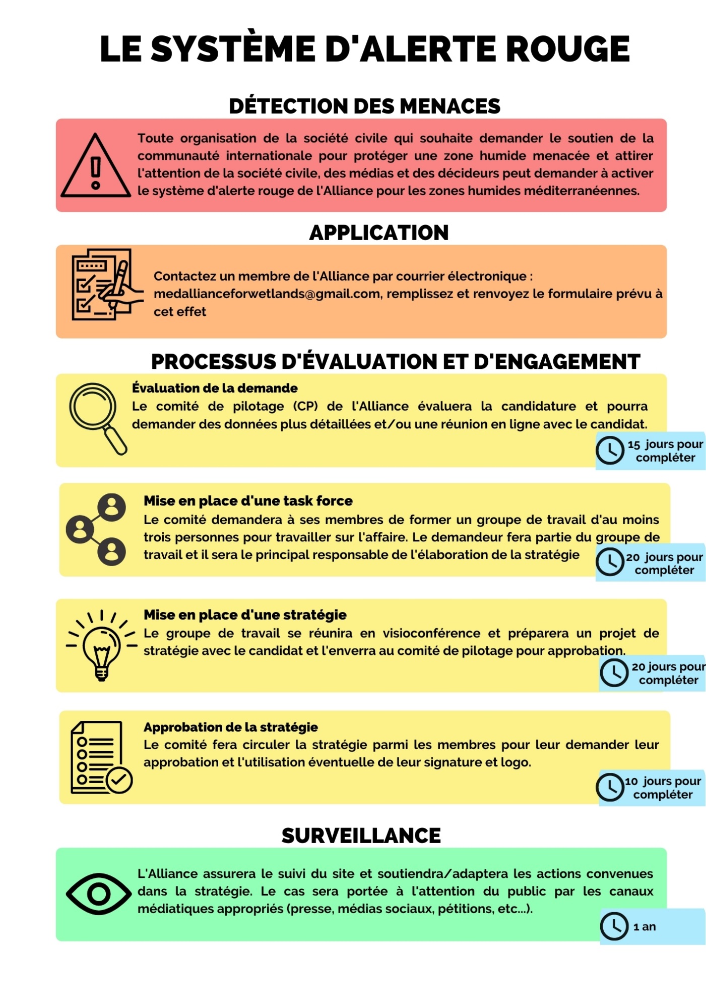 LE SYSTÈME D'ALERTE ROUGE
DÉTECTION DES MENACES
Toute organisation de la société civile qui souhaite demander le soutien de la
communauté internationale pour protéger une zone humide menacée et attirer
l'attention de la société civile, des médias et des décideurs peut demander à activer
le système d'alerte rouge de l'Alliance pour les zones humides méditerranéennes.
APPLICATION
Contactez un membre de l'Alliance par courrier électronique :
medallianceforwetlands@gmail.com, remplissez et renvoyez le formulaire prévu à
cet effet
PROCESSUS D'ÉVALUATION ET D'ENGAGEMENT
Évaluation de la demande
Le comité de pilotage (CP) de l'Alliance évaluera la candidature et pourra
demander des données plus détaillées et/ou une réunion en ligne avec le candidat.
15 jours pour
compléter
Mise en place d'une task force
Le comité demandera à ses membres de former un groupe de travail d'au moins
trois personnes pour travailler sur l'affaire. Le demandeur fera partie du groupe de
travail et il sera le principal responsable de l'élaboration de la stratégie
20 jours pour
compléter
Mise en place d'une stratégie
Le groupe de travail se réunira en visioconférence et préparera un projet de
stratégie avec le candidat et l'enverra au comité de pilotage pour approbation.
20 jours pour
compléter
Approbation de la stratégie
Le comité fera circuler la stratégie parmi les membres pour leur demander leur
approbation et l'utilisation éventuelle de leur signature et logo.
10 jours pour
compléter
SURVEILLANCE
L'Alliance assurera le suivi du site et soutiendra/adaptera les actions convenues
dans la stratégie. Le cas sera portée à l'attention du public par les canaux
médiatiques appropriés (presse, médias sociaux, pétitions, etc...).
1 an